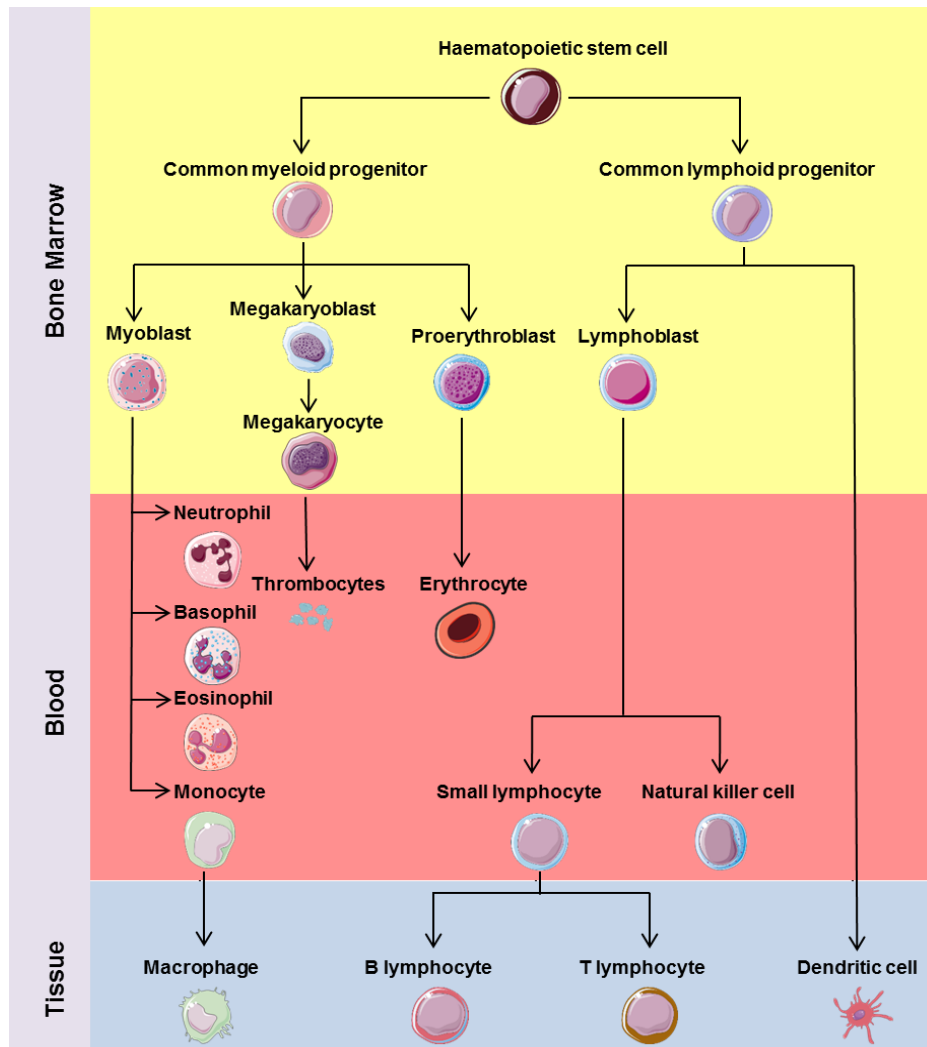 Haematopoietic stem cell
Common myeloid progenitor
Common lymphoid progenitor
Bone Marrow
Megakaryoblast
Myoblast
Proerythroblast
Lymphoblast
Megakaryocyte
Neutrophil
Thrombocytes
Erythrocyte
Basophil
Blood
Eosinophil
Monocyte
Small lymphocyte
Natural killer cell
Tissue
Macrophage
B lymphocyte
T lymphocyte
Dendritic cell